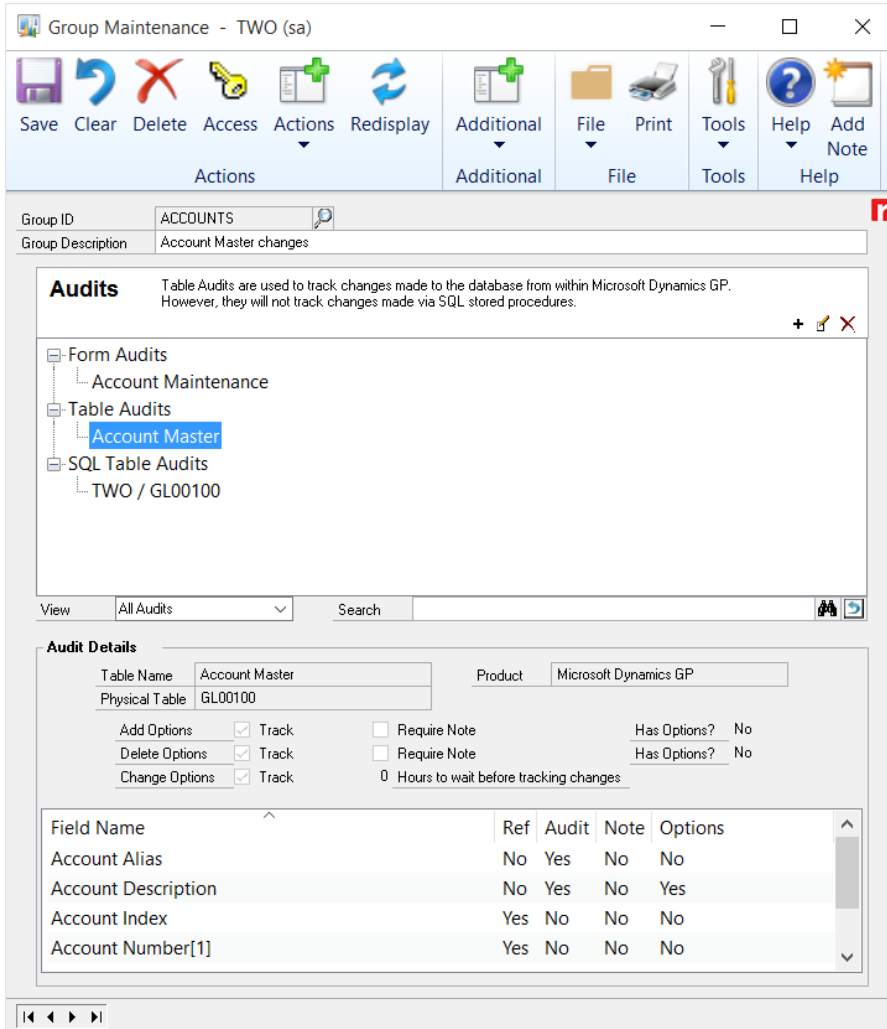 Group Maintenance - TWO (sa)
Save Clear Delete Access Actions Redisplay Additional File Print Tools Help Add Note
Actions Additional File Tools Help
Group ID ACCOUNTS
Group Description Account Master changes
Audits Table Audits are used to track changes made to the database from within Microsoft Dynamics GP.
However, they will not track changes made via SQL stored procedures.
Form Audits
Account Maintenance
Table Audits
Account Master
SQL Table Audits
TWO / GL00100
View All Audits Search
Audit Details
Table Name Account Master Product Microsoft Dynamics GP
Physical Table GL00100
Add Options Track Require Note Has Options? No
Delete Options Track Require Note Has Options? No
Change Options Track 0 Hours to wait before tracking changes
Field Name Ref Audit Note Options
Account Alias No Yes No No
Account Description No Yes No Yes
Account Index Yes No No No
Account Number[1] Yes No No No